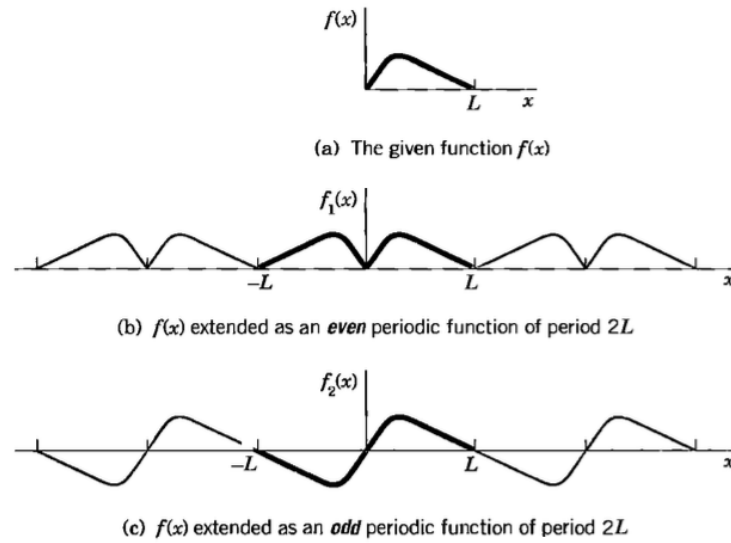 f(x)
L x
(a) The given function f(x)
f₁(x)
−L L x
(b) f(x) extended as an even periodic function of period 2L
f₂(x)
−L L x
(c) f(x) extended as an odd periodic function of period 2L